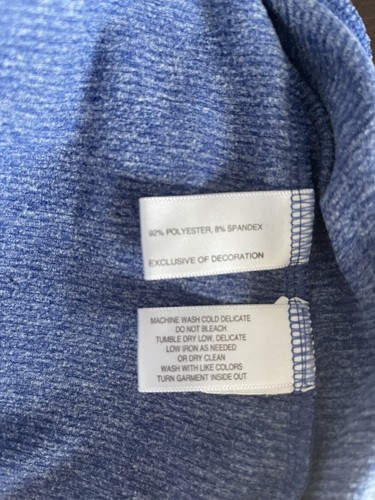 92% POLYESTER, 8% SPANDEX
EXCLUSIVE OF DECORATION
MACHINE WASH COLD DELICATE
DO NOT BLEACH
TUMBLE DRY LOW, DELICATE
LOW IRON AS NEEDED
OR DRY CLEAN
WASH WITH LIKE COLORS
TURN GARMENT INSIDE OUT